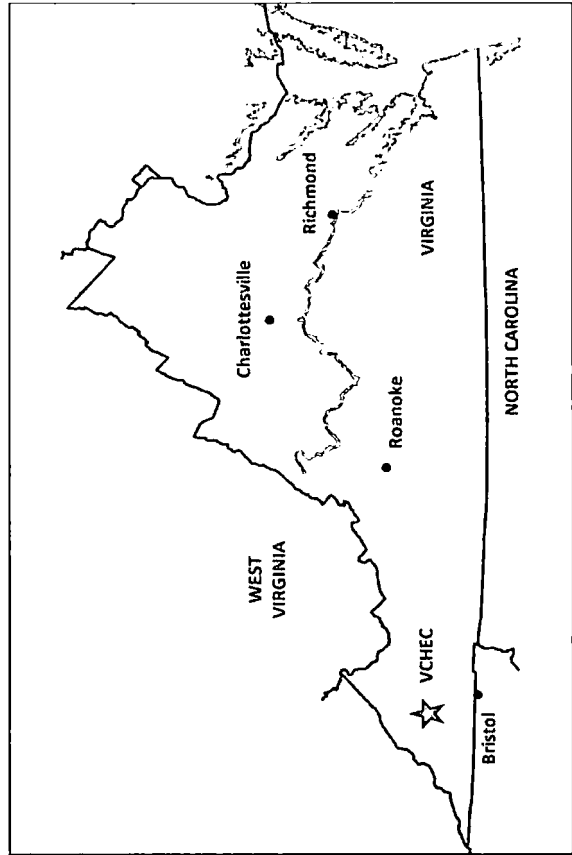 WEST
VIRGINIA
Charlottesville
Richmond
Roanoke
VIRGINIA
VCHEC
Bristol
NORTH CAROLINA